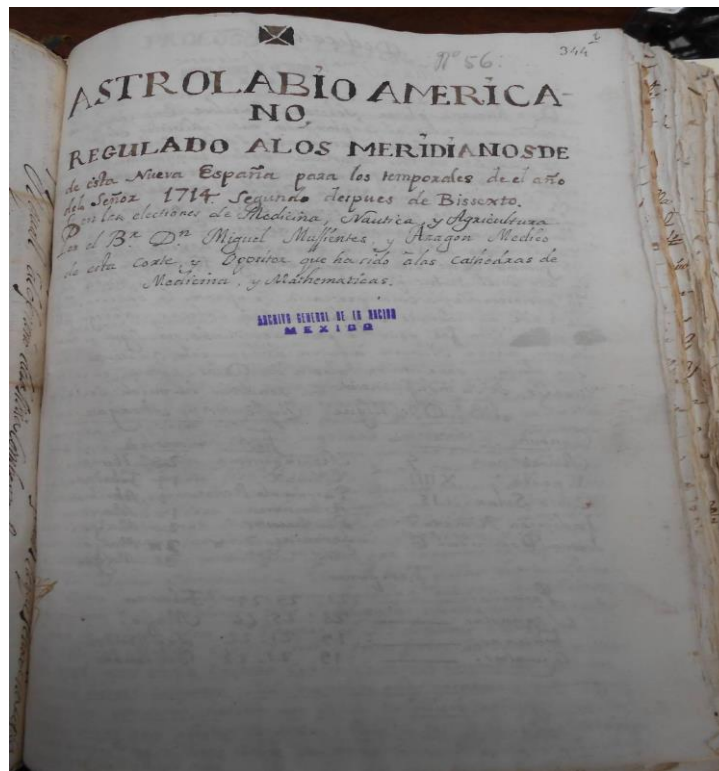 Nº 56:
344
ASTROLABIO AMERICA-
NO,
REGULADO ALOS MERIDIANOS DE
de esta Nueva España para los temporales de el año
del Señor 1714 Segundo despues de Bissexto.
en las electiones de Medicina, Nautica, y Agricultura
Por el Br. Dn. Miguel Mussientes, y Aragon Medico
de esta Corte, y Opositor que ha sido âlas Cathedras de
Medicina, y Mathematicas.
ARCHIVO GENERAL DE LA NACION
MEXICO